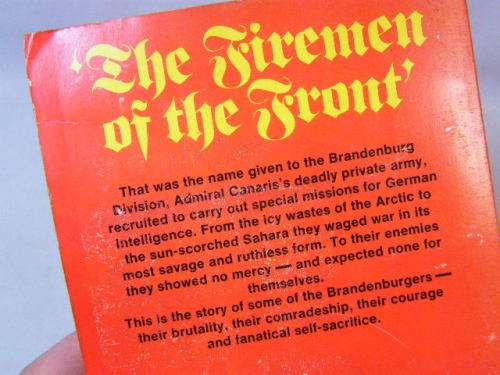 'The Firemen
of the Front'
That was the name given to the Brandenburg
Division, Admiral Canaris's deadly private army,
recruited to carry out special missions for German
Intelligence. From the icy wastes of the Arctic to
the sun-scorched Sahara they waged war in its
most savage and ruthless form. To their enemies
they showed no mercy — and expected none for
themselves.
This is the story of some of the Brandenburgers —
their brutality, their comradeship, their courage
and fanatical self-sacrifice.